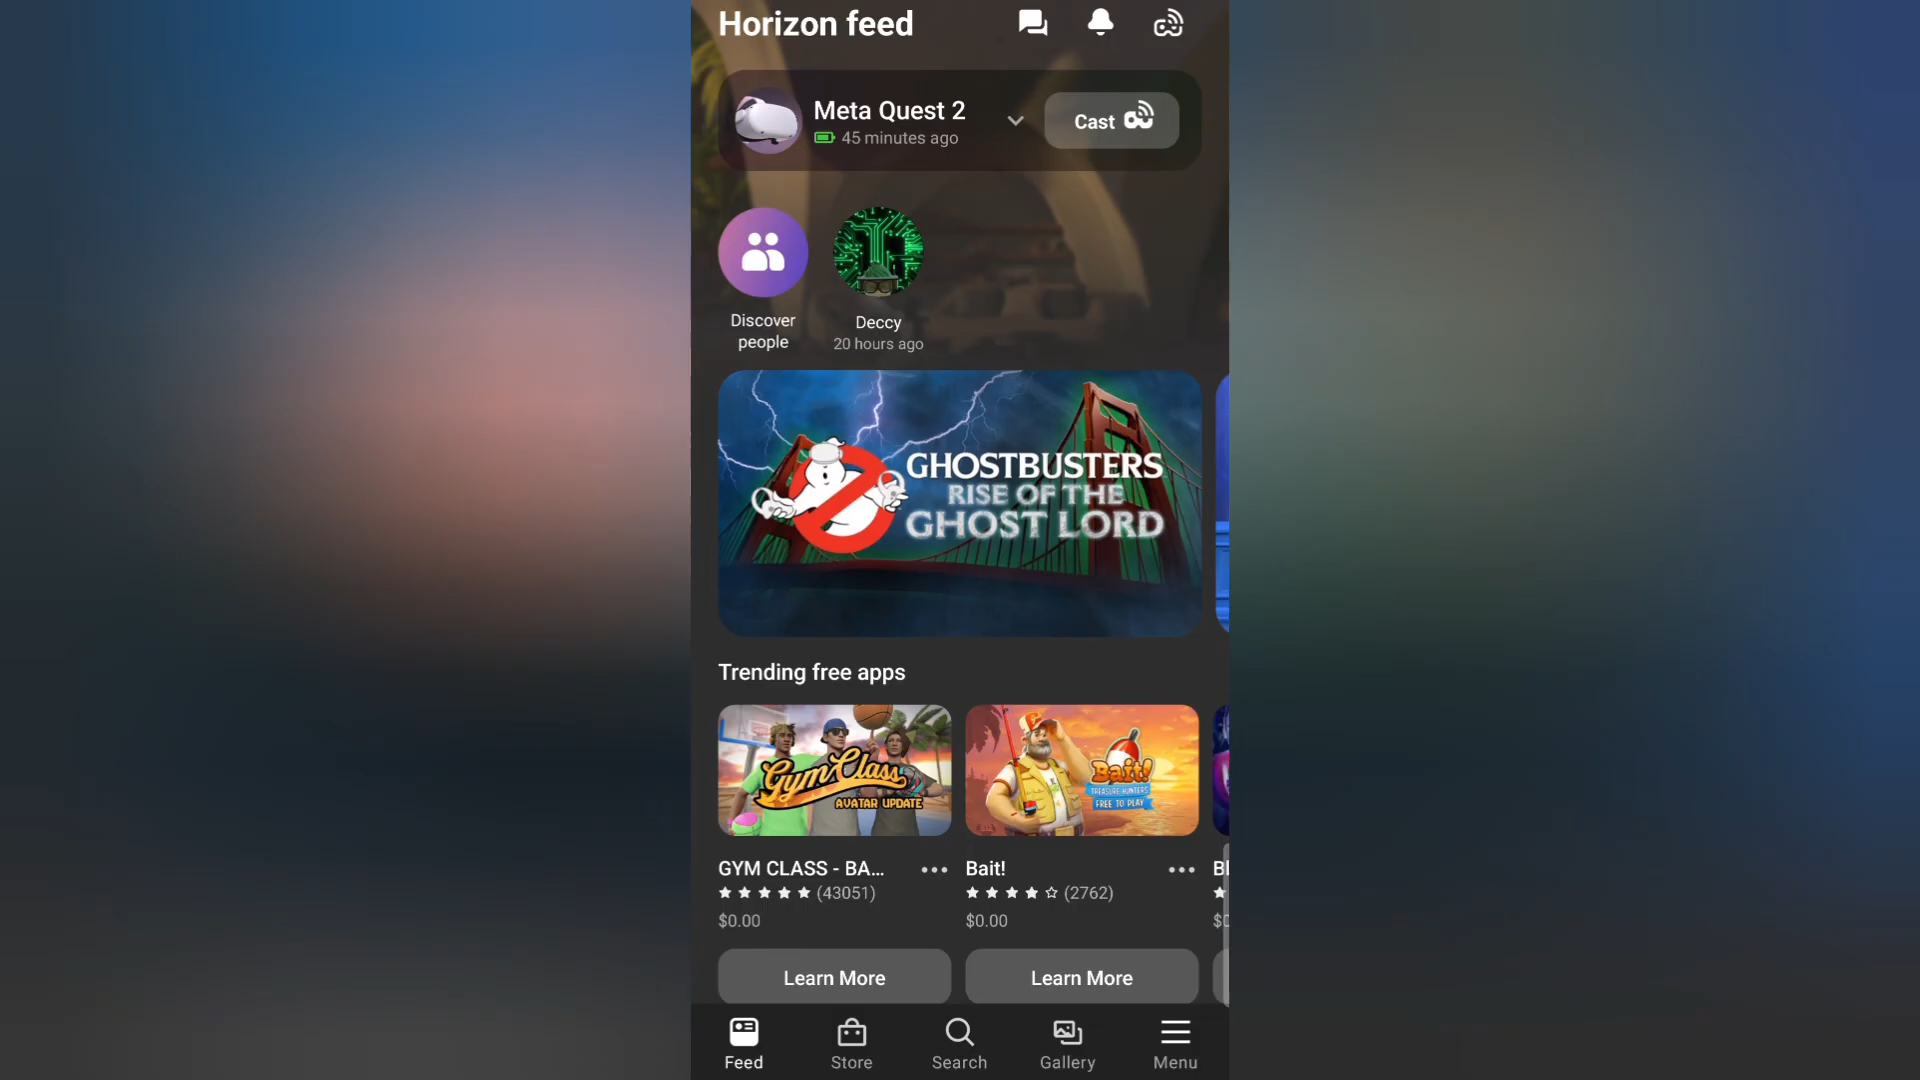 Horizon feed
Meta Quest 2
45 minutes ago
Cast
Discover
people
Deccy
20 hours ago
GHOSTBUSTERS
RISE OF THE
GHOST LORD
Trending free apps
Gym Class
AVATAR UPDATE
Bait!
TREASURE HUNTERS
FREE TO PLAY
GYM CLASS - BA...
(43051)
$0.00
Learn More
Bait!
(2762)
$0.00
Learn More
Feed
Store
Search
Gallery
Menu